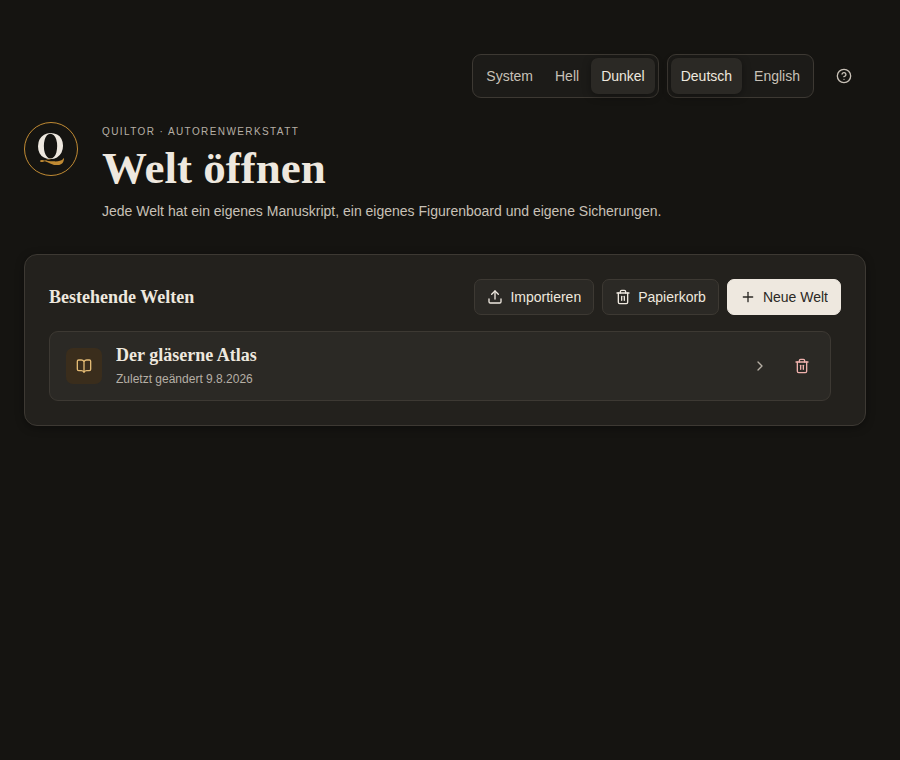 System Hell Dunkel Deutsch English
Q
QUILTOR · AUTORENWERKSTATT
Welt öffnen
Jede Welt hat ein eigenes Manuskript, ein eigenes Figurenboard und eigene Sicherungen.
Bestehende Welten Importieren Papierkorb Neue Welt
Der gläserne Atlas
Zuletzt geändert 9.8.2026